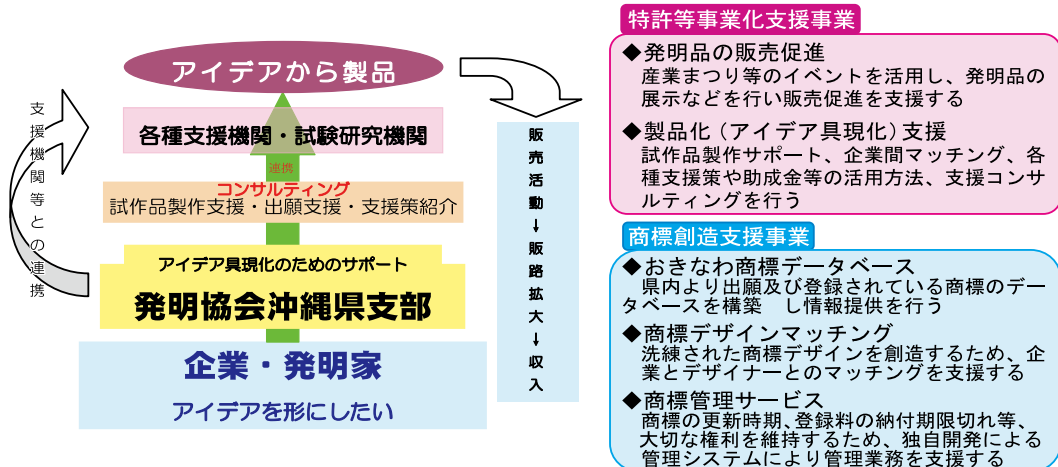 アイデアから製品
各種支援機関・試験研究機関
連携
コンサルティング
試作品製作支援・出願支援・支援策紹介
アイデア具現化のためのサポート
発明協会沖縄県支部
企業・発明家
アイデアを形にしたい
支援機関等との連携
販売活動→販路拡大→収入
特許等事業化支援事業
◆発明品の販売促進
産業まつり等のイベントを活用し、発明品の
展示などを行い販売促進を支援する
◆製品化（アイデア具現化）支援
試作品製作サポート、企業間マッチング、各
種支援策や助成金等の活用方法、支援コンサ
ルティングを行う
商標創造支援事業
◆おきなわ商標データベース
県内より出願及び登録されている商標のデー
タベースを構築　し情報提供を行う
◆商標デザインマッチング
洗練された商標デザインを創造するため、企
業とデザイナーとのマッチングを支援する
◆商標管理サービス
商標の更新時期、登録料の納付期限切れ等、
大切な権利を維持するため、独自開発による
管理システムにより管理業務を支援する